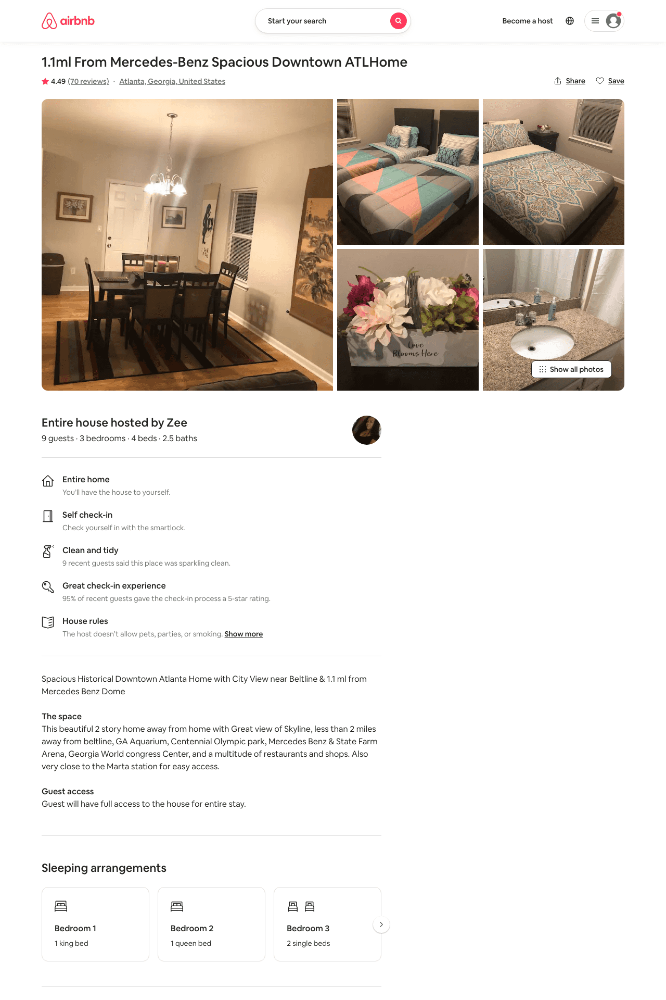 airbnb
Start your search
Become a host
1.1ml From Mercedes-Benz Spacious Downtown ATLHome
4.49 (70 reviews) · Atlanta, Georgia, United States
Share
Save
Love
Blooms Here
Show all photos
Entire house hosted by Zee
9 guests · 3 bedrooms · 4 beds · 2.5 baths
Entire home
You'll have the house to yourself.
Self check-in
Check yourself in with the smartlock.
Clean and tidy
9 recent guests said this place was sparkling clean.
Great check-in experience
95% of recent guests gave the check-in process a 5-star rating.
House rules
The host doesn't allow pets, parties, or smoking. Show more
Spacious Historical Downtown Atlanta Home with City View near Beltline & 1.1 ml from
Mercedes Benz Dome
The space
This beautiful 2 story home away from home with Great view of Skyline, less than 2 miles
away from beltline, GA Aquarium, Centennial Olympic park, Mercedes Benz & State Farm
Arena, Georgia World congress Center, and a multitude of restaurants and shops. Also
very close to the Marta station for easy access.
Guest access
Guest will have full access to the house for entire stay.
Sleeping arrangements
Bedroom 1
1 king bed
Bedroom 2
1 queen bed
Bedroom 3
2 single beds